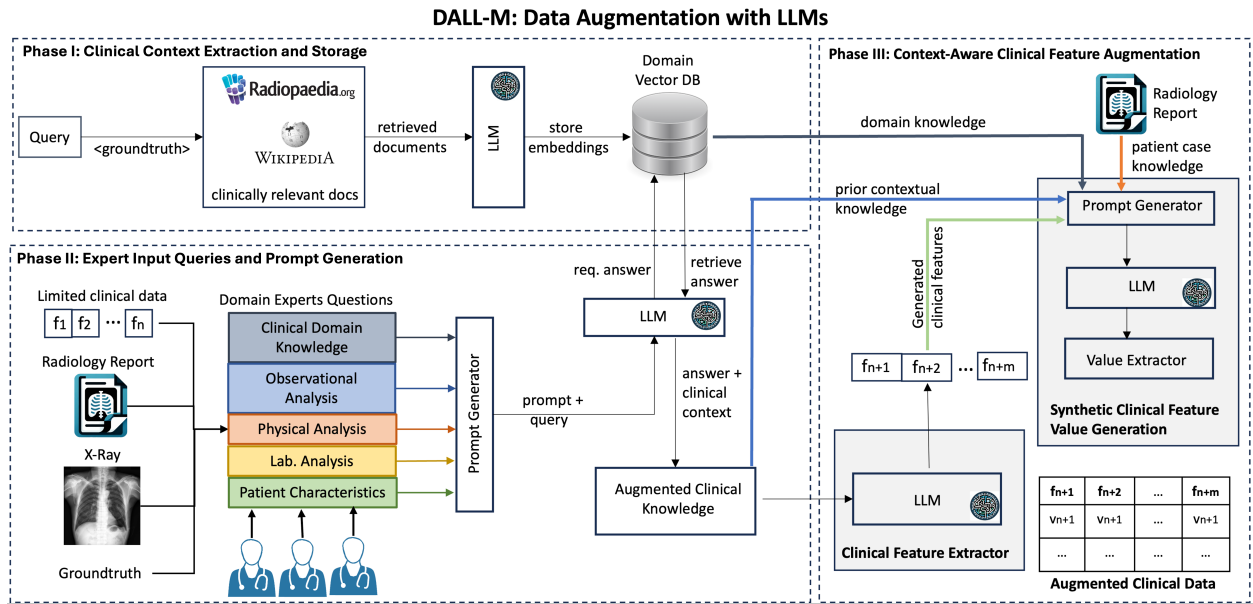 DALL-M: Data Augmentation with LLMs
Phase I: Clinical Context Extraction and Storage
Query
<groundtruth>
Radiopaedia.org
WIKIPEDIA
clinically relevant docs
retrieved
documents
LLM
store
embeddings
Domain
Vector DB
Phase II: Expert Input Queries and Prompt Generation
Limited clinical data
f1
f2
...
fn
Radiology Report
X-Ray
Groundtruth
Domain Experts Questions
Clinical Domain
Knowledge
Observational
Analysis
Physical Analysis
Lab. Analysis
Patient Characteristics
Prompt Generator
prompt +
query
req. answer
retrieve
answer
LLM
answer +
clinical
context
Augmented Clinical
Knowledge
Phase III: Context-Aware Clinical Feature Augmentation
domain knowledge
Radiology
Report
patient case
knowledge
prior contextual
knowledge
Generated
clinical features
Prompt Generator
LLM
Value Extractor
Synthetic Clinical Feature
Value Generation
fn+1
fn+2
...
fn+m
LLM
Clinical Feature Extractor
fn+1 fn+2 ... fn+m
vn+1 vn+1 ... vn+1
... ... ...
Augmented Clinical Data